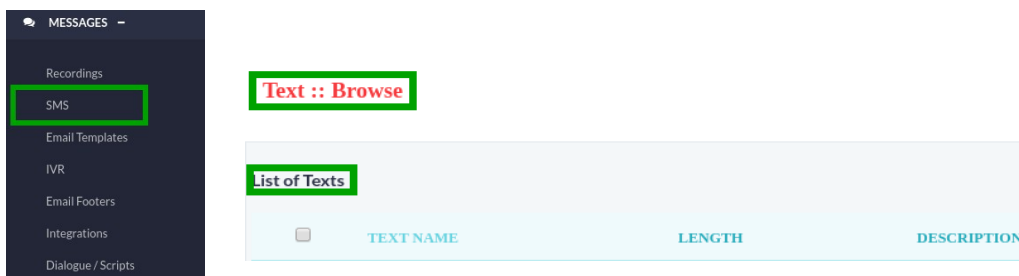 MESSAGES –
Recordings
SMS
Email Templates
IVR
Email Footers
Integrations
Dialogue / Scripts
Text :: Browse
List of Texts
TEXT NAME LENGTH DESCRIPTION